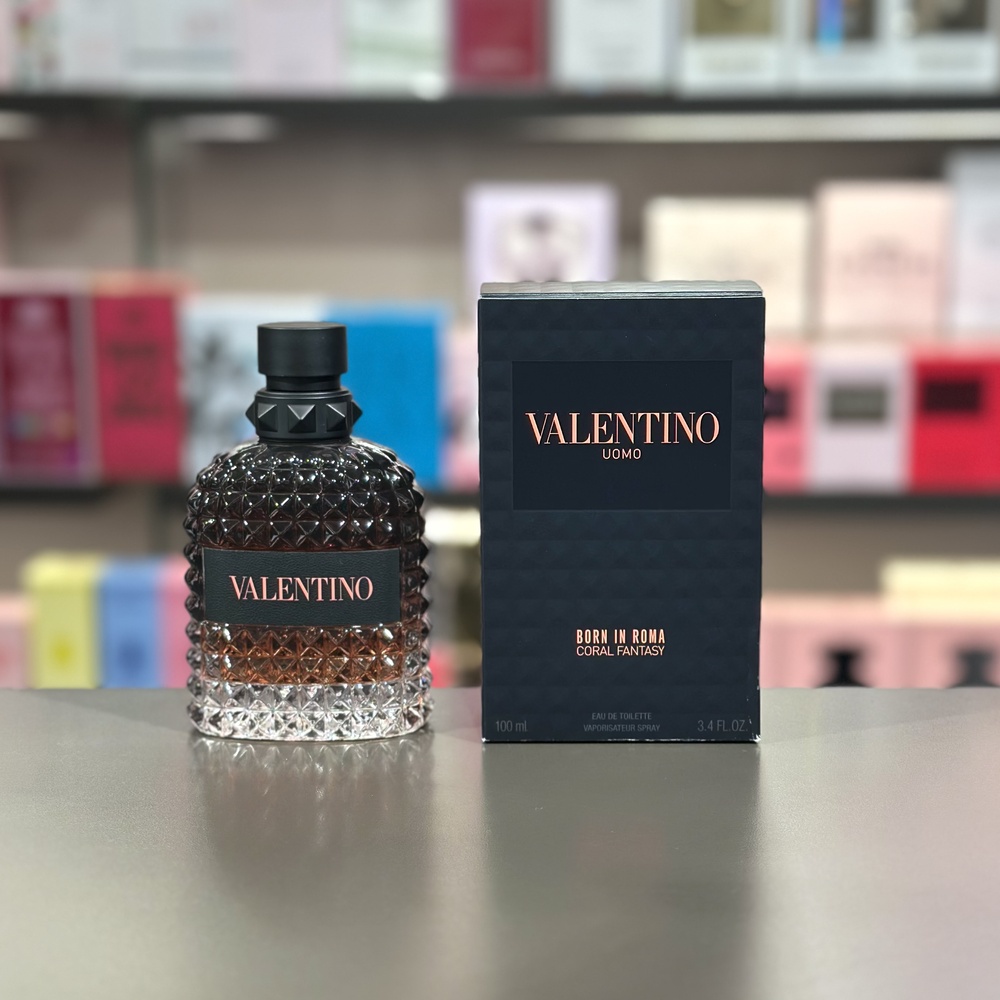 VALENTINO
VALENTINO
UOMO
BORN IN ROMA
CORAL FANTASY
EAU DE TOILETTE
VAPORISATEUR SPRAY
100 ml
3.4 FL.OZ.